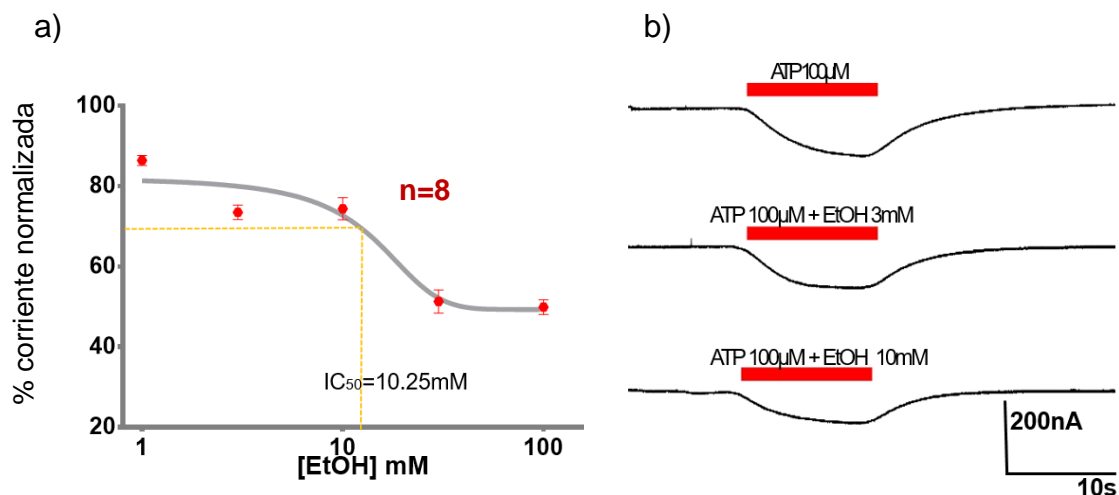 a)
% corriente normalizada
100
80
60
40
20
n=8
IC50=10.25mM
1
10
100
[EtOH] mM
b)
ATP100µM
ATP 100µM + EtOH 3mM
ATP 100µM + EtOH 10mM
200nA
10s